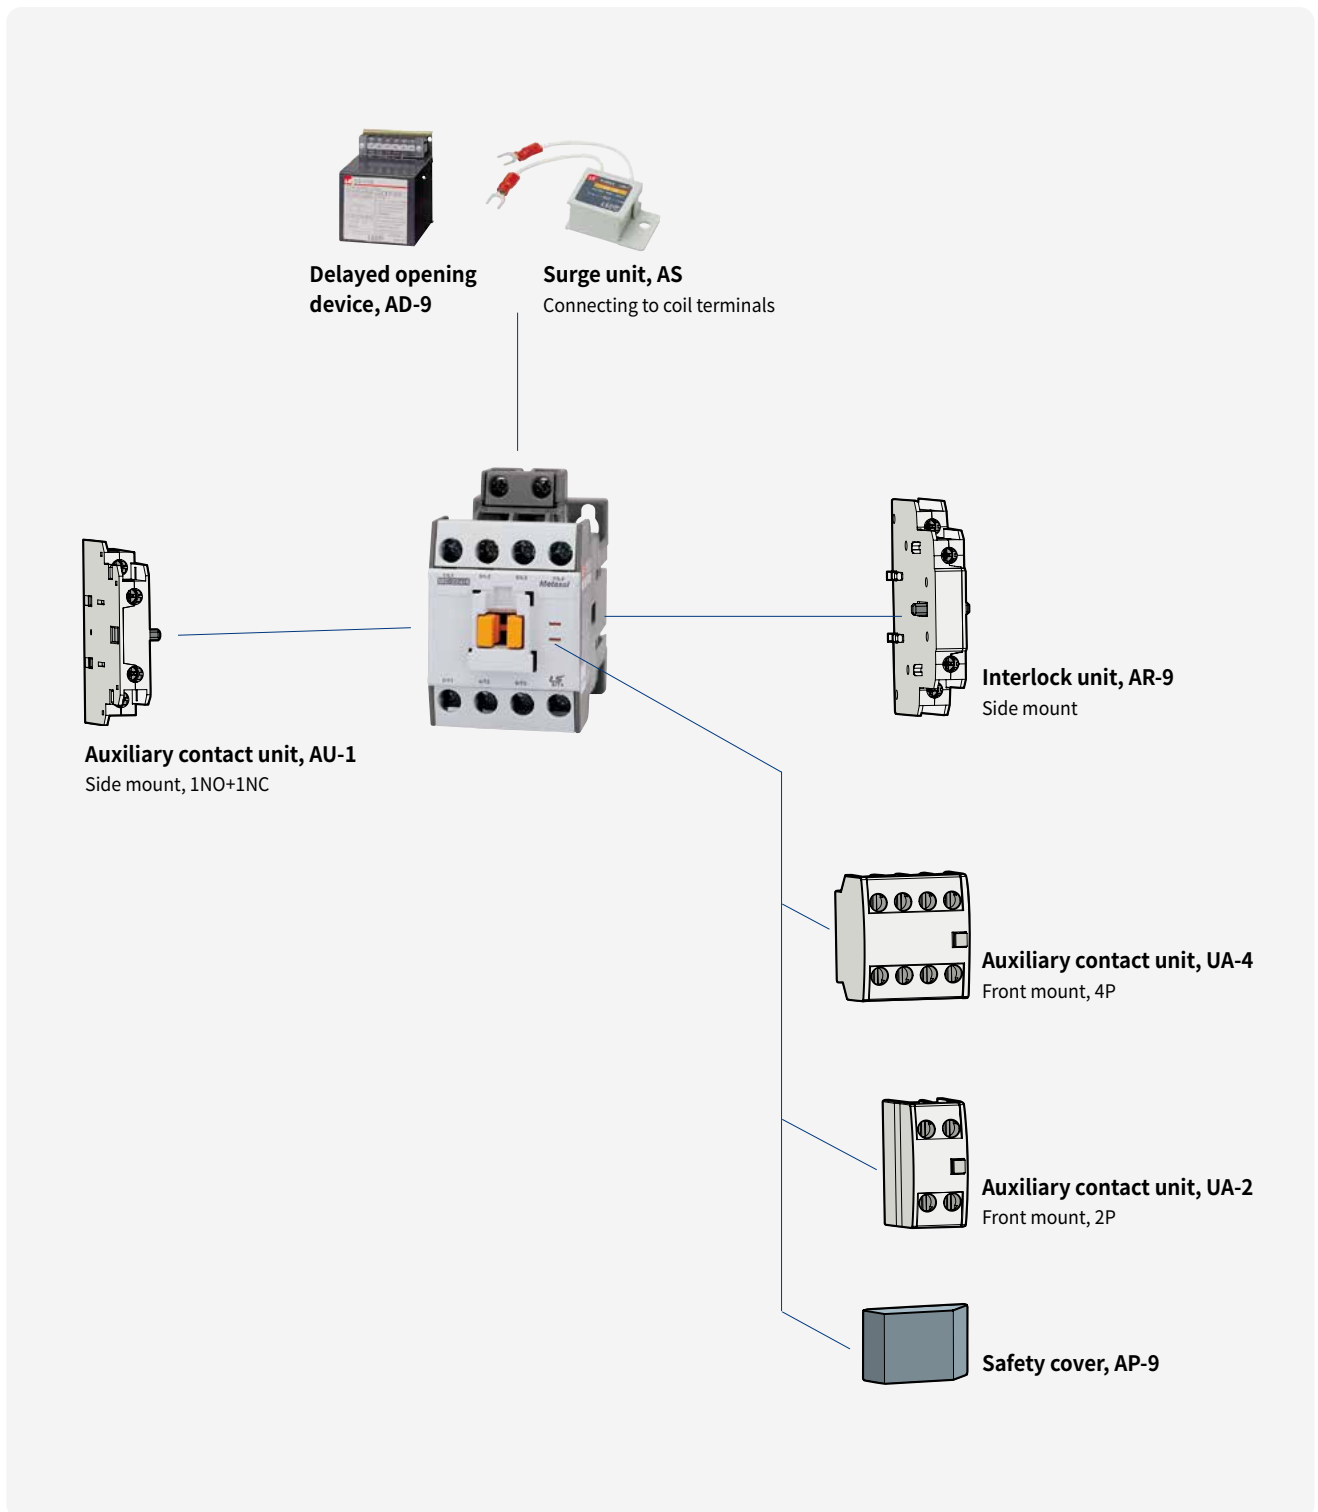 Delayed opening
device, AD-9
Surge unit, AS
Connecting to coil terminals
Metasol
LS
Interlock unit, AR-9
Side mount
Auxiliary contact unit, AU-1
Side mount, 1NO+1NC
Auxiliary contact unit, UA-4
Front mount, 4P
Auxiliary contact unit, UA-2
Front mount, 2P
Safety cover, AP-9